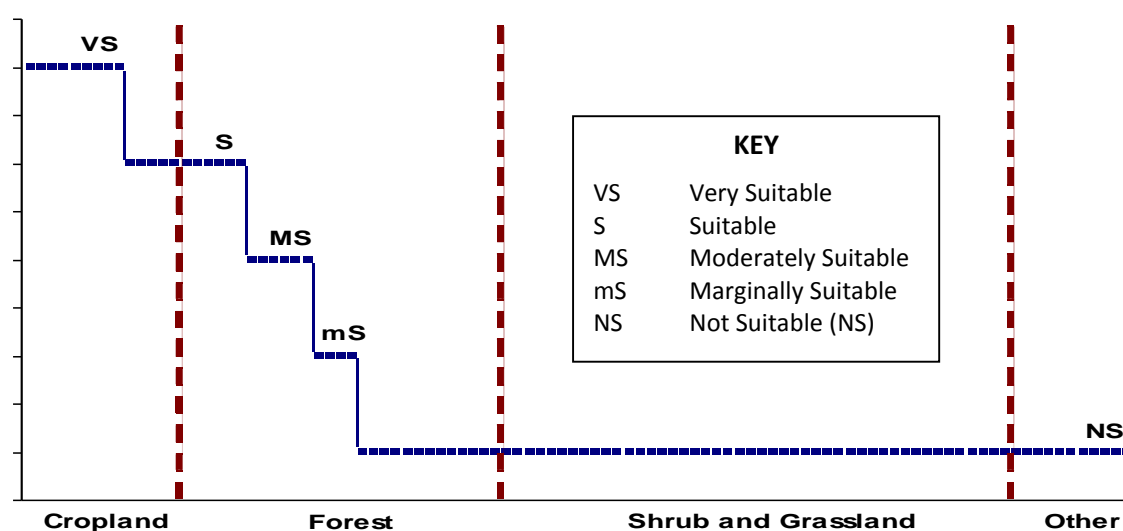 VS
S
MS
mS
NS
KEY
VS Very Suitable
S Suitable
MS Moderately Suitable
mS Marginally Suitable
NS Not Suitable (NS)
Cropland Forest Shrub and Grassland Other